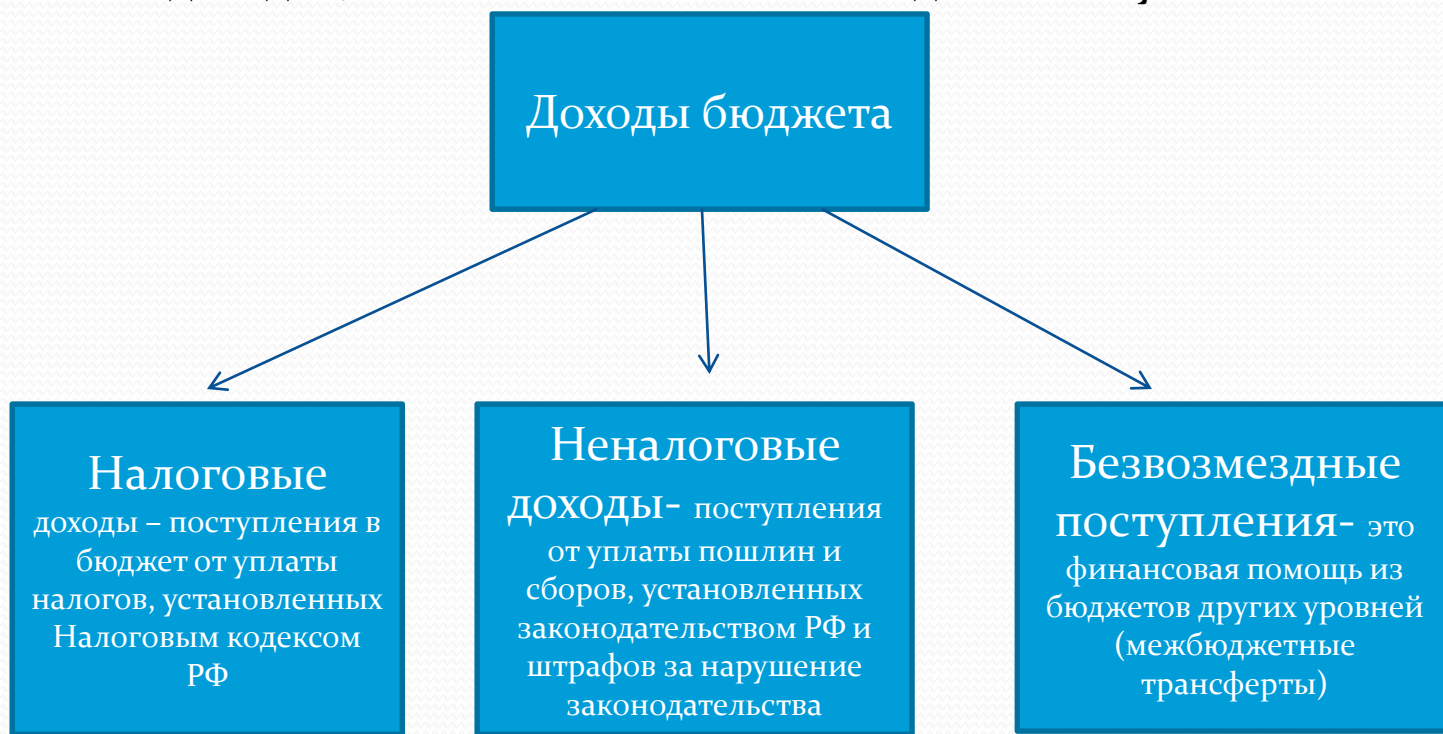 Доходы бюджета
Налоговые
доходы – поступления в
бюджет от уплаты
налогов, установленных
Налоговым кодексом
РФ
Неналоговые
доходы- поступления
от уплаты пошлин и
сборов, установленных
законодательством РФ и
штрафов за нарушение
законодательства
Безвозмездные
поступления- это
финансовая помощь из
бюджетов других уровней
(межбюджетные
трансферты)